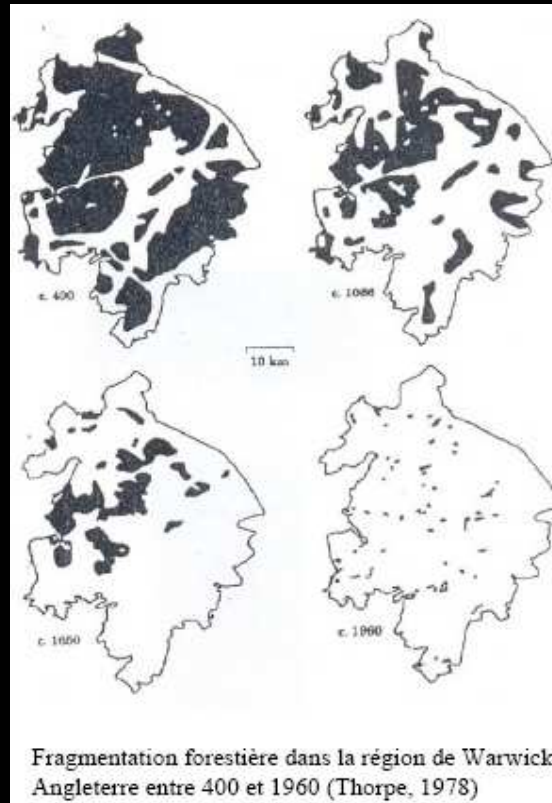 c. 400
c. 1086
10 km
c. 1650
c. 1960
Fragmentation forestière dans la région de Warwick
Angleterre entre 400 et 1960 (Thorpe, 1978)